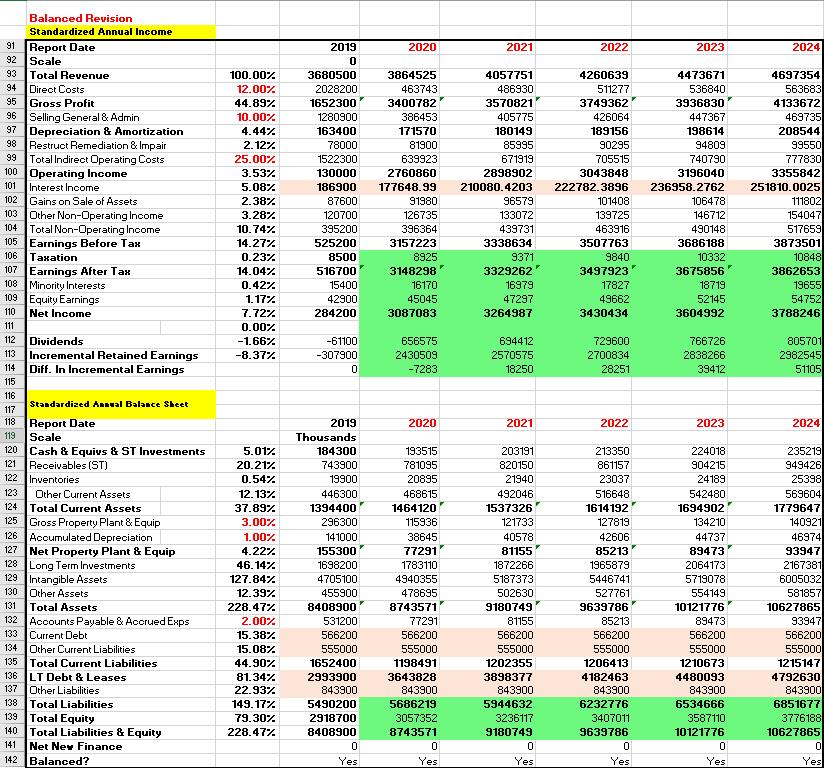 Balanced Revision
Standardized Annual Income
91 Report Date 2019 2020 2021 2022 2023 2024
92 Scale 0
93 Total Revenue 100.00% 3680500 3864525 4057751 4260639 4473671 4697354
94 Direct Costs 12.00% 2028200 463743 486930 511277 536840 563683
95 Gross Profit 44.89% 1652300 3400782 3570821 3749362 3936830 4133672
96 Selling General & Admin 10.00% 1280900 386453 405775 426064 447367 469735
97 Depreciation & Amortization 4.44% 163400 171570 180149 189156 198614 208544
98 Restruct Remediation & Impair 2.12% 78000 81900 85995 90295 94809 99550
99 Total Indirect Operating Costs 25.00% 1522300 639923 671919 705515 740790 777830
100 Operating Income 3.53% 130000 2760860 2898902 3043848 3196040 3355842
101 Interest Income 5.08% 186900 177648.99 210080.4203 222782.3896 236958.2762 251810.0025
102 Gains on Sale of Assets 2.38% 87600 91980 96579 101408 106478 111802
103 Other Non-Operating Income 3.28% 120700 126735 133072 139725 146712 154047
104 Total Non-Operating Income 10.74% 395200 396364 439731 463916 490148 517659
105 Earnings Before Tax 14.27% 525200 3157223 3338634 3507763 3686188 3873501
106 Taxation 0.23% 8500 8925 9371 9840 10332 10848
107 Earnings After Tax 14.04% 516700 3148298 3329262 3497923 3675856 3862653
108 Minority Interests 0.42% 15400 16170 16979 17827 18719 19655
109 Equity Earnings 1.17% 42900 45045 47297 49662 52145 54752
110 Net Income 7.72% 284200 3087083 3264987 3430434 3604992 3788246
111 0.00%
112 Dividends -1.66% -61100 656575 694412 729600 766726 805701
113 Incremental Retained Earnings -8.37% -307900 2430509 2570575 2700834 2838266 2982545
114 Diff. In Incremental Earnings 0 -7283 18250 28251 39412 51105
115
116
117 Standardized Annual Balance Sheet
118 Report Date 2019 2020 2021 2022 2023 2024
119 Scale Thousands
120 Cash & Equivs & ST Investments 5.01% 184300 193515 203191 213350 224018 235219
121 Receivables (ST) 20.21% 743900 781095 820150 861157 904215 949426
122 Inventories 0.54% 19900 20895 21940 23037 24189 25398
123 Other Current Assets 12.13% 446300 468615 492046 516648 542480 569604
124 Total Current Assets 37.89% 1394400 1464120 1537326 1614192 1694902 1779647
125 Gross Property Plant & Equip 3.00% 296300 115936 121733 127819 134210 140921
126 Accumulated Depreciation 1.00% 141000 38645 40578 42606 44737 46974
127 Net Property Plant & Equip 4.22% 155300 77291 81155 85213 89473 93947
128 Long Term Investments 46.14% 1698200 1783110 1872266 1965879 2064173 2167381
129 Intangible Assets 127.84% 4705100 4940355 5187373 5446741 5719078 6005032
130 Other Assets 12.39% 455900 478695 502630 527761 554149 581857
131 Total Assets 228.47% 8408900 8743571 9180749 9639786 10121776 10627865
132 Accounts Payable & Accrued Exps 2.00% 531200 77291 81155 85213 89473 93947
133 Current Debt 15.38% 566200 566200 566200 566200 566200 566200
134 Other Current Liabilities 15.08% 555000 555000 555000 555000 555000 555000
135 Total Current Liabilities 44.90% 1652400 1198491 1202355 1206413 1210673 1215147
136 LT Debt & Leases 81.34% 2993900 3643828 3898377 4182463 4480093 4792630
137 Other Liabilities 22.93% 843900 843900 843900 843900 843900 843900
138 Total Liabilities 149.17% 5490200 5686219 5944632 6232776 6534666 6851677
139 Total Equity 79.30% 2918700 3057352 3236117 3407011 3587110 3776188
140 Total Liabilities & Equity 228.47% 8408900 8743571 9180749 9639786 10121776 10627865
141 Net New Finance 0 0 0 0 0 0
142 Balanced? Yes Yes Yes Yes Yes Yes